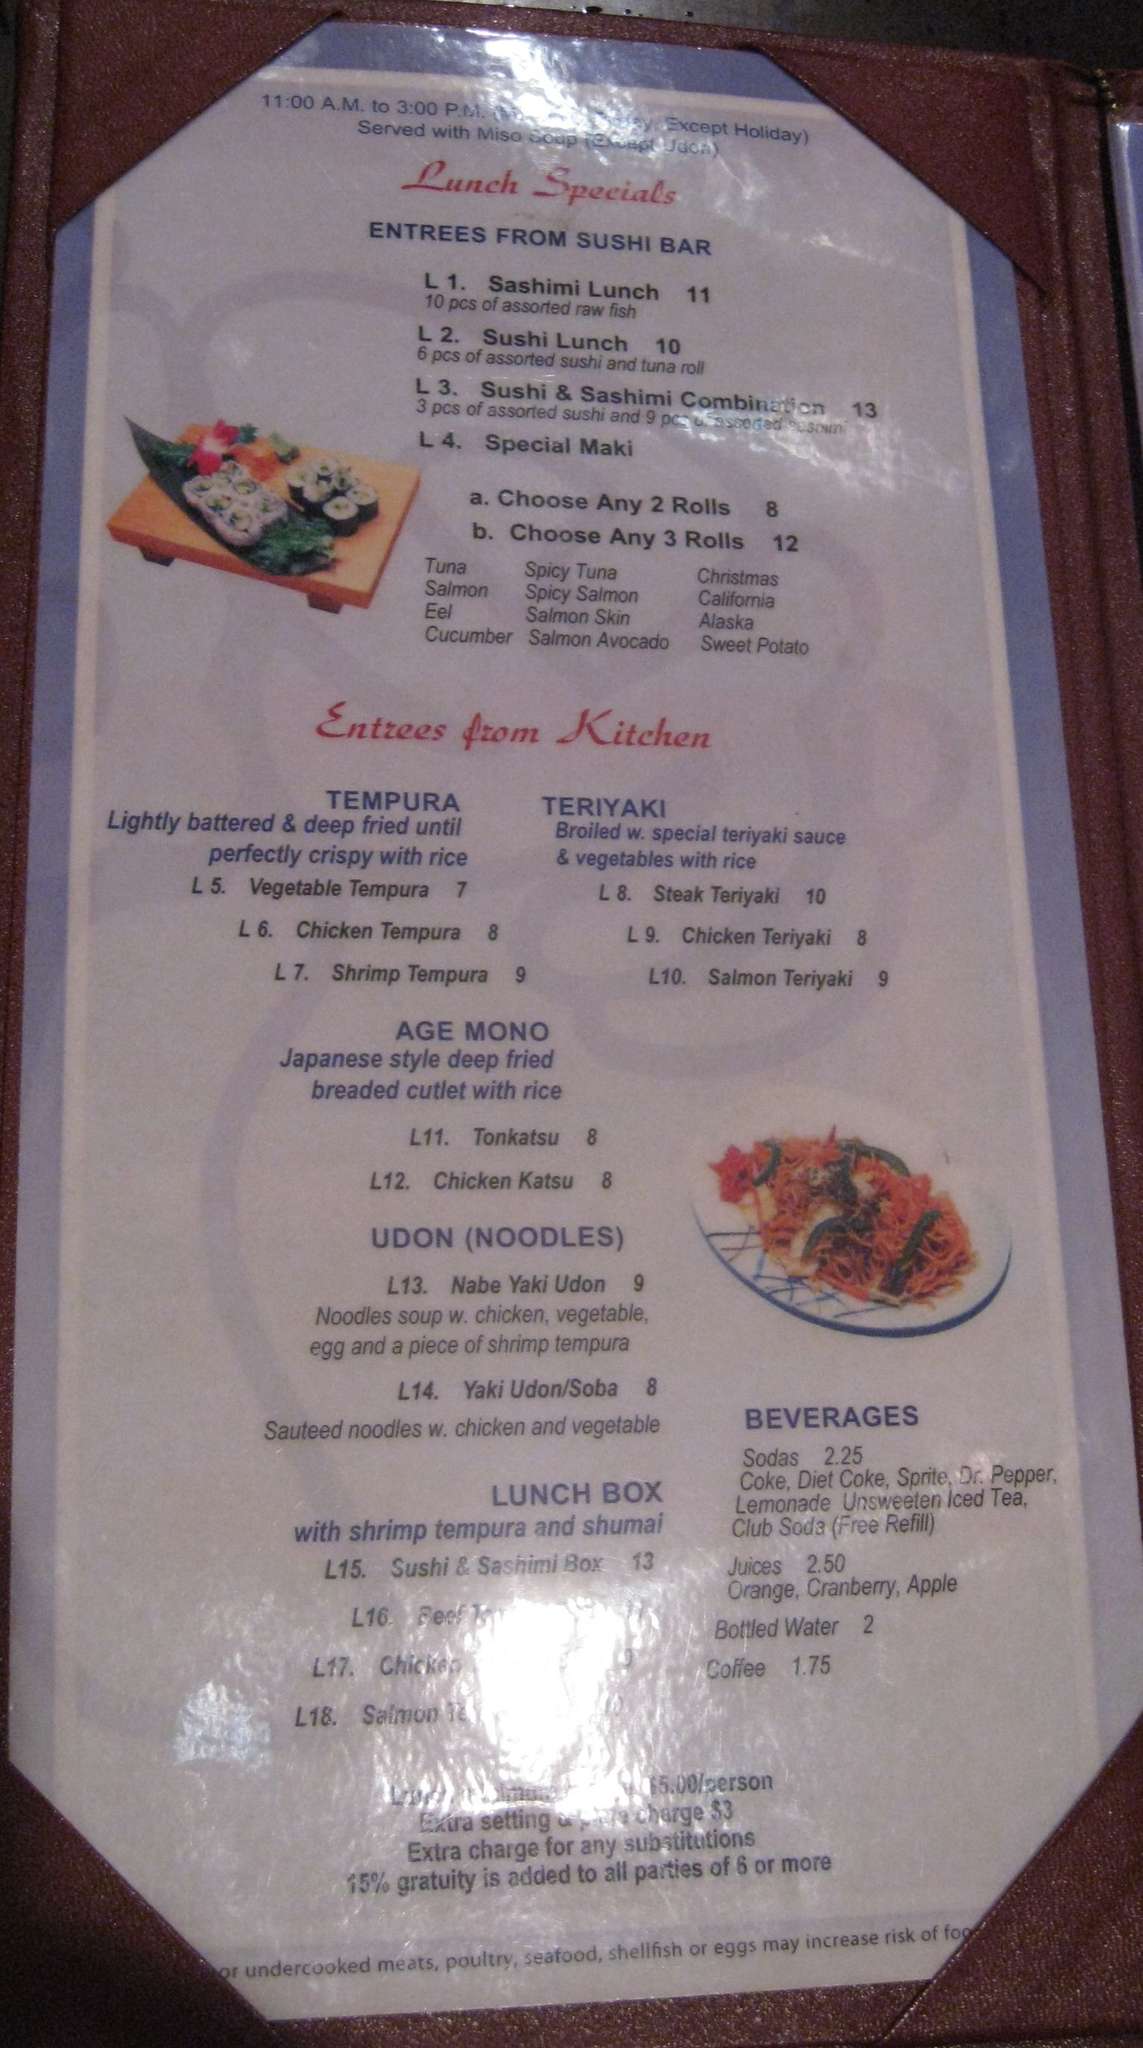 11:00 A.M. to 3:00 P.M. Except Holiday)
Served with Miso Soup (Except Udon)
Lunch Specials
ENTREES FROM SUSHI BAR
L 1. Sashimi Lunch 11
10 pcs of assorted raw fish
L 2. Sushi Lunch 10
6 pcs of assorted sushi and tuna roll
L 3. Sushi & Sashimi Combination 13
3 pcs of assorted sushi and 9 pcs of assorted
L 4. Special Maki
a. Choose Any 2 Rolls 8
b. Choose Any 3 Rolls 12
Tuna Spicy Tuna Christmas
Salmon Spicy Salmon California
Eel Salmon Skin Alaska
Cucumber Salmon Avocado Sweet Potato
Entrees from Kitchen
TEMPURA
Lightly battered & deep fried until
perfectly crispy with rice
L 5. Vegetable Tempura 7
L 6. Chicken Tempura 8
L 7. Shrimp Tempura 9
TERIYAKI
Broiled w. special teriyaki sauce
& vegetables with rice
L 8. Steak Teriyaki 10
L 9. Chicken Teriyaki 8
L10. Salmon Teriyaki 9
AGE MONO
Japanese style deep fried
breaded cutlet with rice
L11. Tonkatsu 8
L12. Chicken Katsu 8
UDON (NOODLES)
L13. Nabe Yaki Udon 9
Noodles soup w. chicken, vegetable,
egg and a piece of shrimp tempura
L14. Yaki Udon/Soba 8
Sauteed noodles w. chicken and vegetable
LUNCH BOX
with shrimp tempura and shumai
L15. Sushi & Sashimi Box 13
L16. Beef
L17. Chicken
L18. Salmon
BEVERAGES
Sodas 2.25
Coke, Diet Coke, Sprite, Dr. Pepper,
Lemonade Unsweeten Iced Tea,
Club Soda (Free Refill)
Juices 2.50
Orange, Cranberry, Apple
Bottled Water 2
Coffee 1.75
Extra setting & charge $3
Extra charge for any substitutions
15% gratuity is added to all parties of 6 or more
or undercooked meats, poultry, seafood, shellfish or eggs may increase risk of